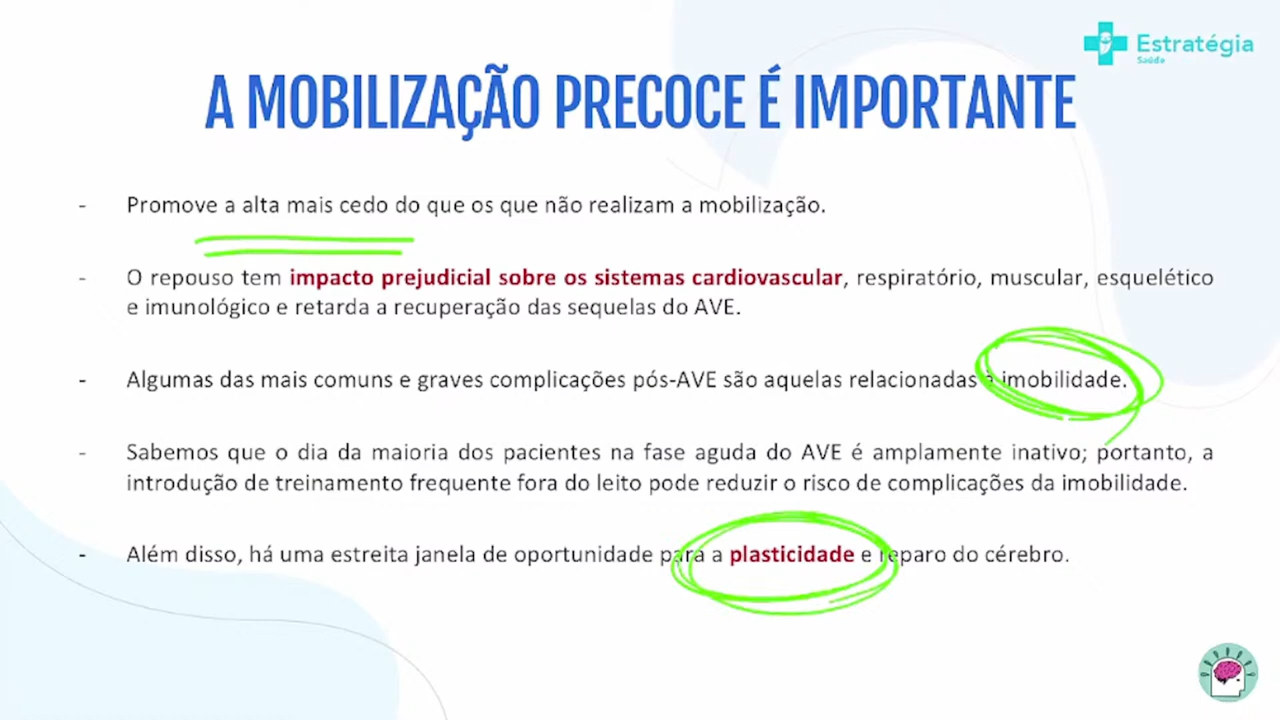 Estratégia
Saúde
A MOBILIZAÇÃO PRECOCE É IMPORTANTE
- Promove a alta mais cedo do que os que não realizam a mobilização.
- O repouso tem impacto prejudicial sobre os sistemas cardiovascular, respiratório, muscular, esquelético
e imunológico e retarda a recuperação das sequelas do AVE.
- Algumas das mais comuns e graves complicações pós-AVE são aquelas relacionadas à imobilidade.
- Sabemos que o dia da maioria dos pacientes na fase aguda do AVE é amplamente inativo; portanto, a
introdução de treinamento frequente fora do leito pode reduzir o risco de complicações da imobilidade.
- Além disso, há uma estreita janela de oportunidade para a plasticidade e reparo do cérebro.